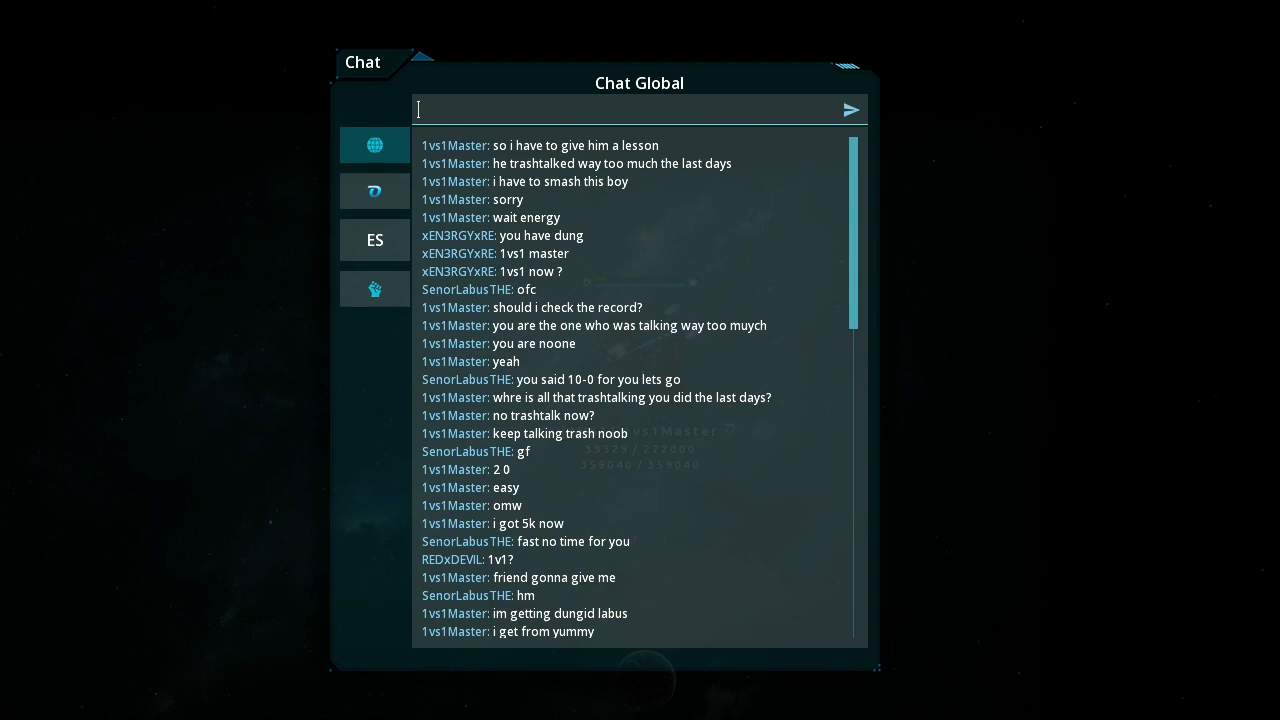 Chat
Chat Global
1vs1Master: so i have to give him a lesson
1vs1Master: he trashtalked way too much the last days
1vs1Master: i have to smash this boy
1vs1Master: sorry
1vs1Master: wait energy
xEN3RGYxRE: you have dung
xEN3RGYxRE: 1vs1 master
xEN3RGYxRE: 1vs1 now ?
SenorLabusTHE: ofc
1vs1Master: should i check the record?
1vs1Master: you are the one who was talking way too muych
1vs1Master: you are noone
1vs1Master: yeah
SenorLabusTHE: you said 10-0 for you lets go
1vs1Master: whre is all that trashtalking you did the last days?
1vs1Master: no trashtalk now?
1vs1Master: keep talking trash noob
SenorLabusTHE: gf
1vs1Master: 2 0
1vs1Master: easy
1vs1Master: omw
1vs1Master: i got 5k now
SenorLabusTHE: fast no time for you
REDxDEVIL: 1v1?
1vs1Master: friend gonna give me
SenorLabusTHE: hm
1vs1Master: im getting dungid labus
1vs1Master: i get from yummy
ES
1vs1Master
359040 / 359040